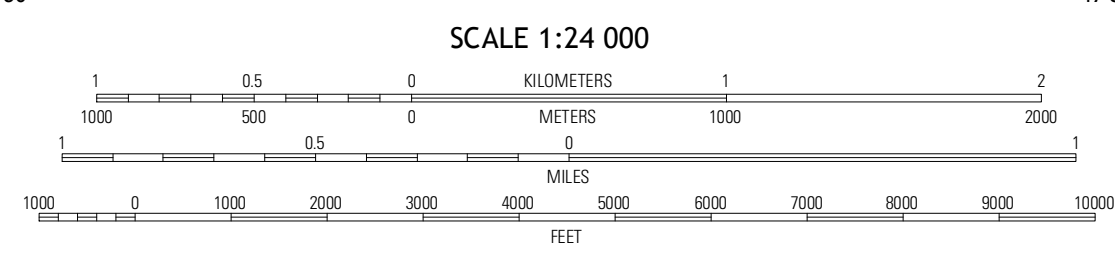 SCALE 1:24 000
1 0.5 0 KILOMETERS 1 2
1000 500 0 METERS 1000 2000
1 0.5 0 1
MILES
1000 0 1000 2000 3000 4000 5000 6000 7000 8000 9000 10000
FEET